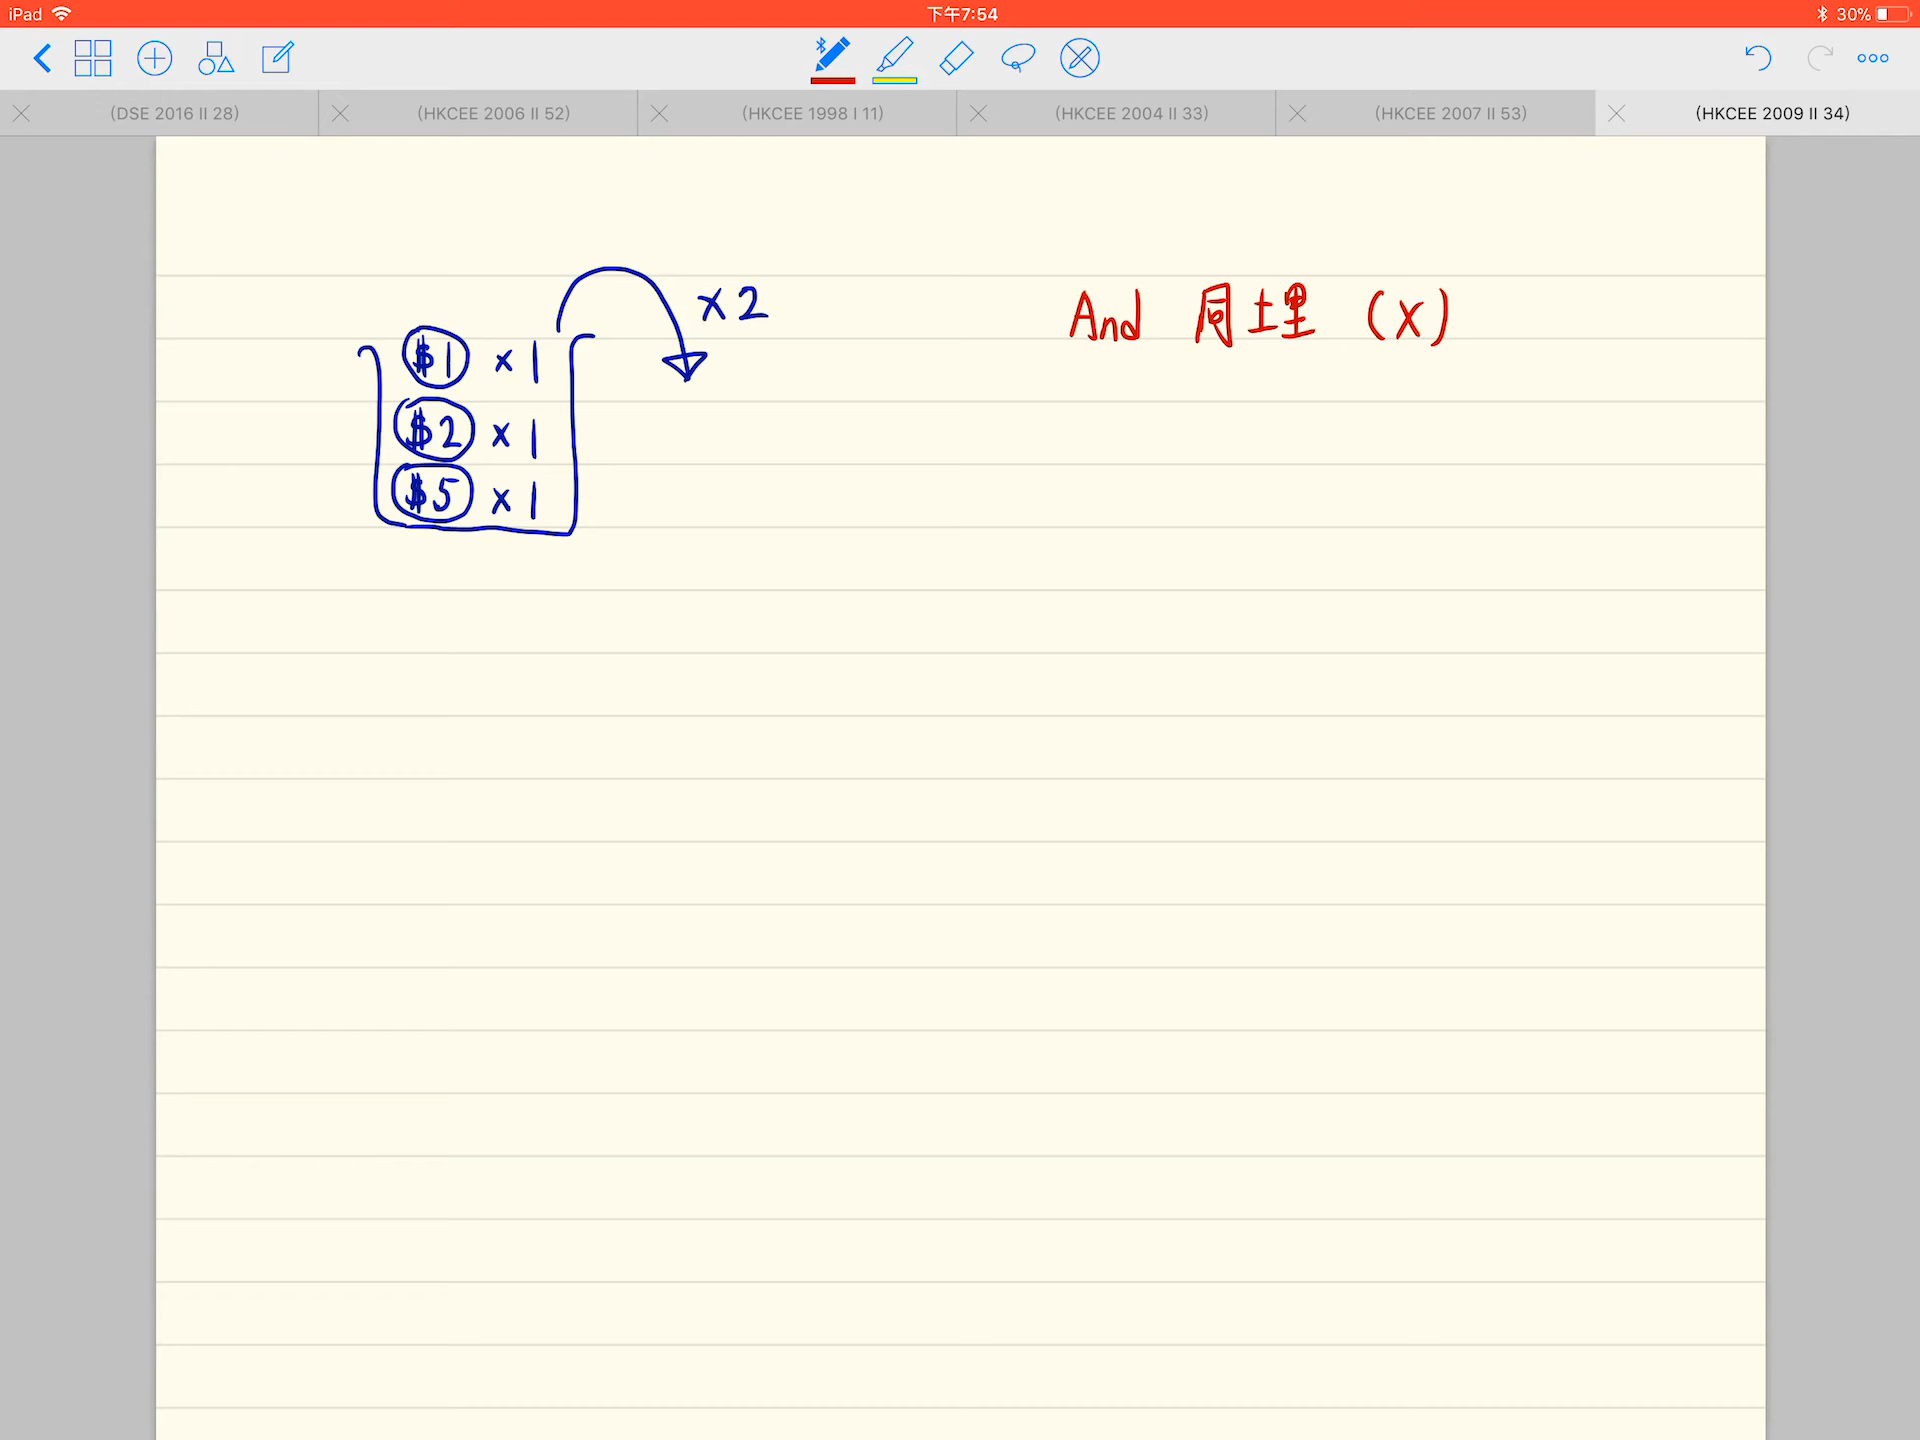 iPad 下午7:54 30%
(DSE 2016 II 28) (HKCEE 2006 II 52) (HKCEE 1998 I 11) (HKCEE 2004 II 33) (HKCEE 2007 II 53) (HKCEE 2009 II 34)
x 2
And 同埋 (x)
$1 x 1
$2 x 1
$5 x 1